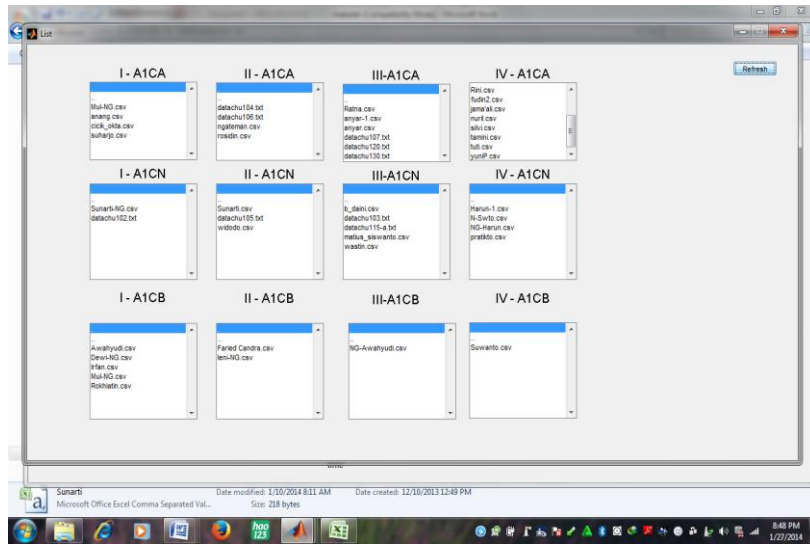 List
Refresh
I - A1CA
II - A1CA
III-A1CA
IV - A1CA
..
Mul-NG.csv
anang.csv
cicik_okta.csv
suharjo.csv
..
datachu104.txt
datachu106.txt
ngateman.csv
rosidin.csv
..
Ratna.csv
anyar-1.csv
anyar.csv
datachu107.txt
datachu120.txt
datachu130.txt
Rini.csv
fudin2.csv
jama'ali.csv
nuril.csv
silvi.csv
tamini.csv
tuti.csv
yuniP.csv
I - A1CN
II - A1CN
III-A1CN
IV - A1CN
..
Sunarti-NG.csv
datachu102.txt
..
Sunarti.csv
datachu105.txt
widodo.csv
..
b_daini.csv
datachu103.txt
datachu115-a.txt
matius_siswanto.csv
wastin.csv
..
Harun-1.csv
N-Swto.csv
NG-Harun.csv
pratikto.csv
I - A1CB
II - A1CB
III-A1CB
IV - A1CB
..
Awahyudi.csv
Dewi-NG.csv
Irfan.csv
Mul-NG.csv
Rokhiatin.csv
..
Faried Candra.csv
leni-NG.csv
..
NG-Awahyudi.csv
..
Suwanto.csv
Sunarti
Date modified: 1/10/2014 8:11 AM
Date created: 12/10/2013 12:49 PM
Microsoft Office Excel Comma Separated Val...
Size: 218 bytes
hao
123
8:48 PM
1/27/2014